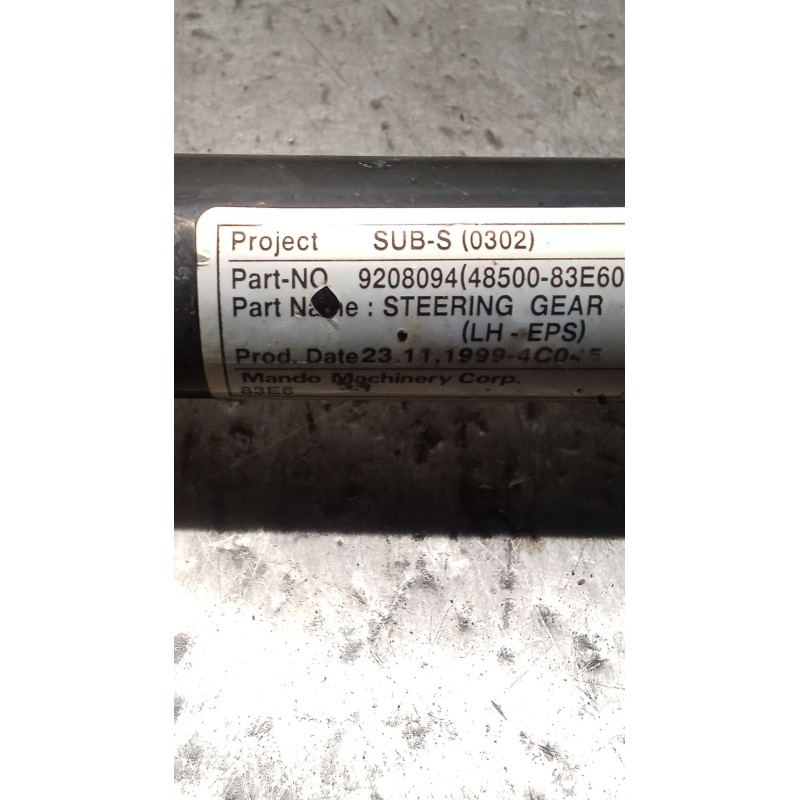 Project SUB-S (0302)
Part-NO 9208094(48500-83E60
Part Name : STEERING GEAR
(LH - EPS)
Prod. Date 23.11.1999-4C045
Mando Machinery Corp.
83E6